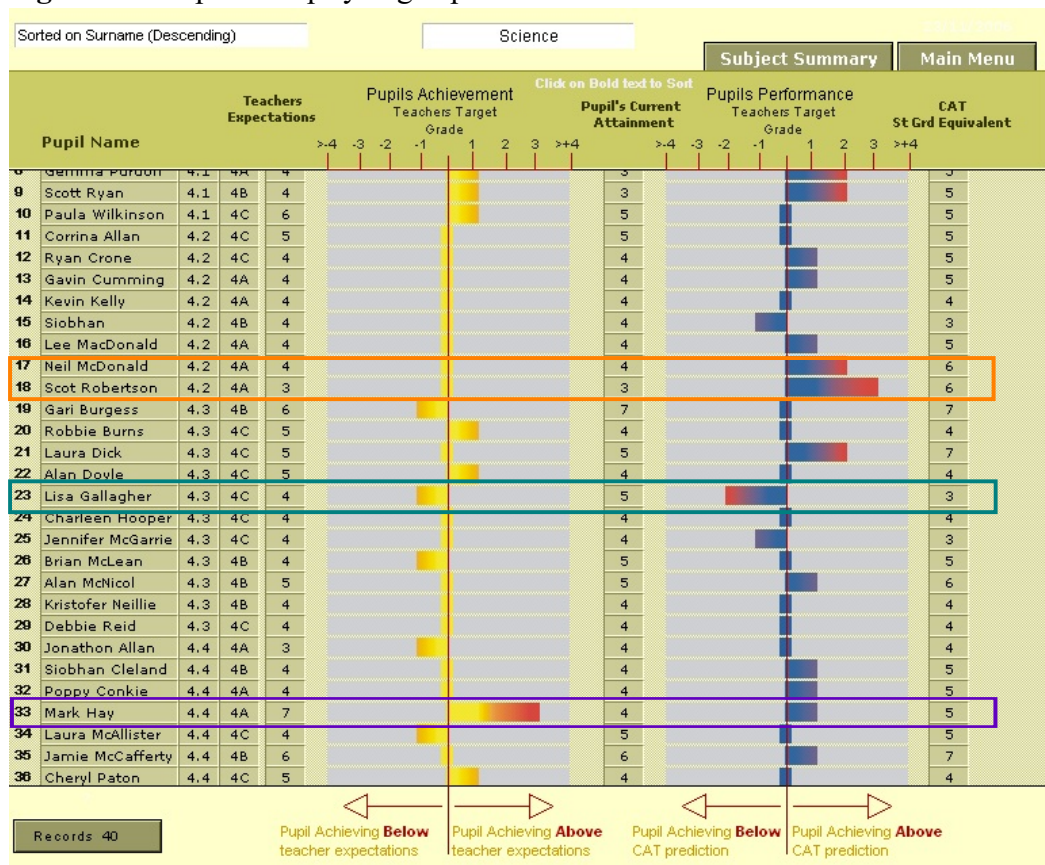 Sorted on Surname (Descending)
Science
Subject Summary
Main Menu
Click on Bold text to Sort
Pupil Name
Teachers
Expectations
Pupils Achievement
Teachers Target
Grade
>-4 -3 -2 -1 1 2 3 >+4
Pupil's Current
Attainment
Pupils Performance
Teachers Target
Grade
>-4 -3 -2 -1 1 2 3 >+4
CAT
St Grd Equivalent
Gemma Purdon 4.1 4A 4 3
9 Scott Ryan 4.1 4B 4 3 5
10 Paula Wilkinson 4.1 4C 6 5 5
11 Corrina Allan 4.2 4C 5 5 5
12 Ryan Crone 4.2 4C 4 4 5
13 Gavin Cumming 4.2 4A 4 4 5
14 Kevin Kelly 4.2 4A 4 4 4
15 Siobhan 4.2 4B 4 4 3
16 Lee MacDonald 4.2 4A 4 4 5
17 Neil McDonald 4.2 4A 4 4 6
18 Scot Robertson 4.2 4A 3 3 6
19 Gari Burgess 4.3 4B 6 7 7
20 Robbie Burns 4.3 4C 5 4 4
21 Laura Dick 4.3 4C 5 5 7
22 Alan Doyle 4.3 4C 5 4 4
23 Lisa Gallagher 4.3 4C 4 5 3
24 Charleen Hooper 4.3 4C 4 4 4
25 Jennifer McGarrie 4.3 4C 4 4 3
26 Brian McLean 4.3 4B 4 5 5
27 Alan McNicol 4.3 4B 5 5 6
28 Kristofer Neillie 4.3 4B 4 4 4
29 Debbie Reid 4.3 4C 4 4 4
30 Jonathon Allan 4.4 4A 3 4 4
31 Siobhan Cleland 4.4 4B 4 4 5
32 Poppy Conkie 4.4 4A 4 4 5
33 Mark Hay 4.4 4A 7 4 5
34 Laura McAllister 4.4 4C 4 5 5
35 Jamie McCafferty 4.4 4B 6 6 7
36 Cheryl Paton 4.4 4C 5 4 4
Records 40
Pupil Achieving Below
teacher expectations
Pupil Achieving Above
teacher expectations
Pupil Achieving Below
CAT prediction
Pupil Achieving Above
CAT prediction